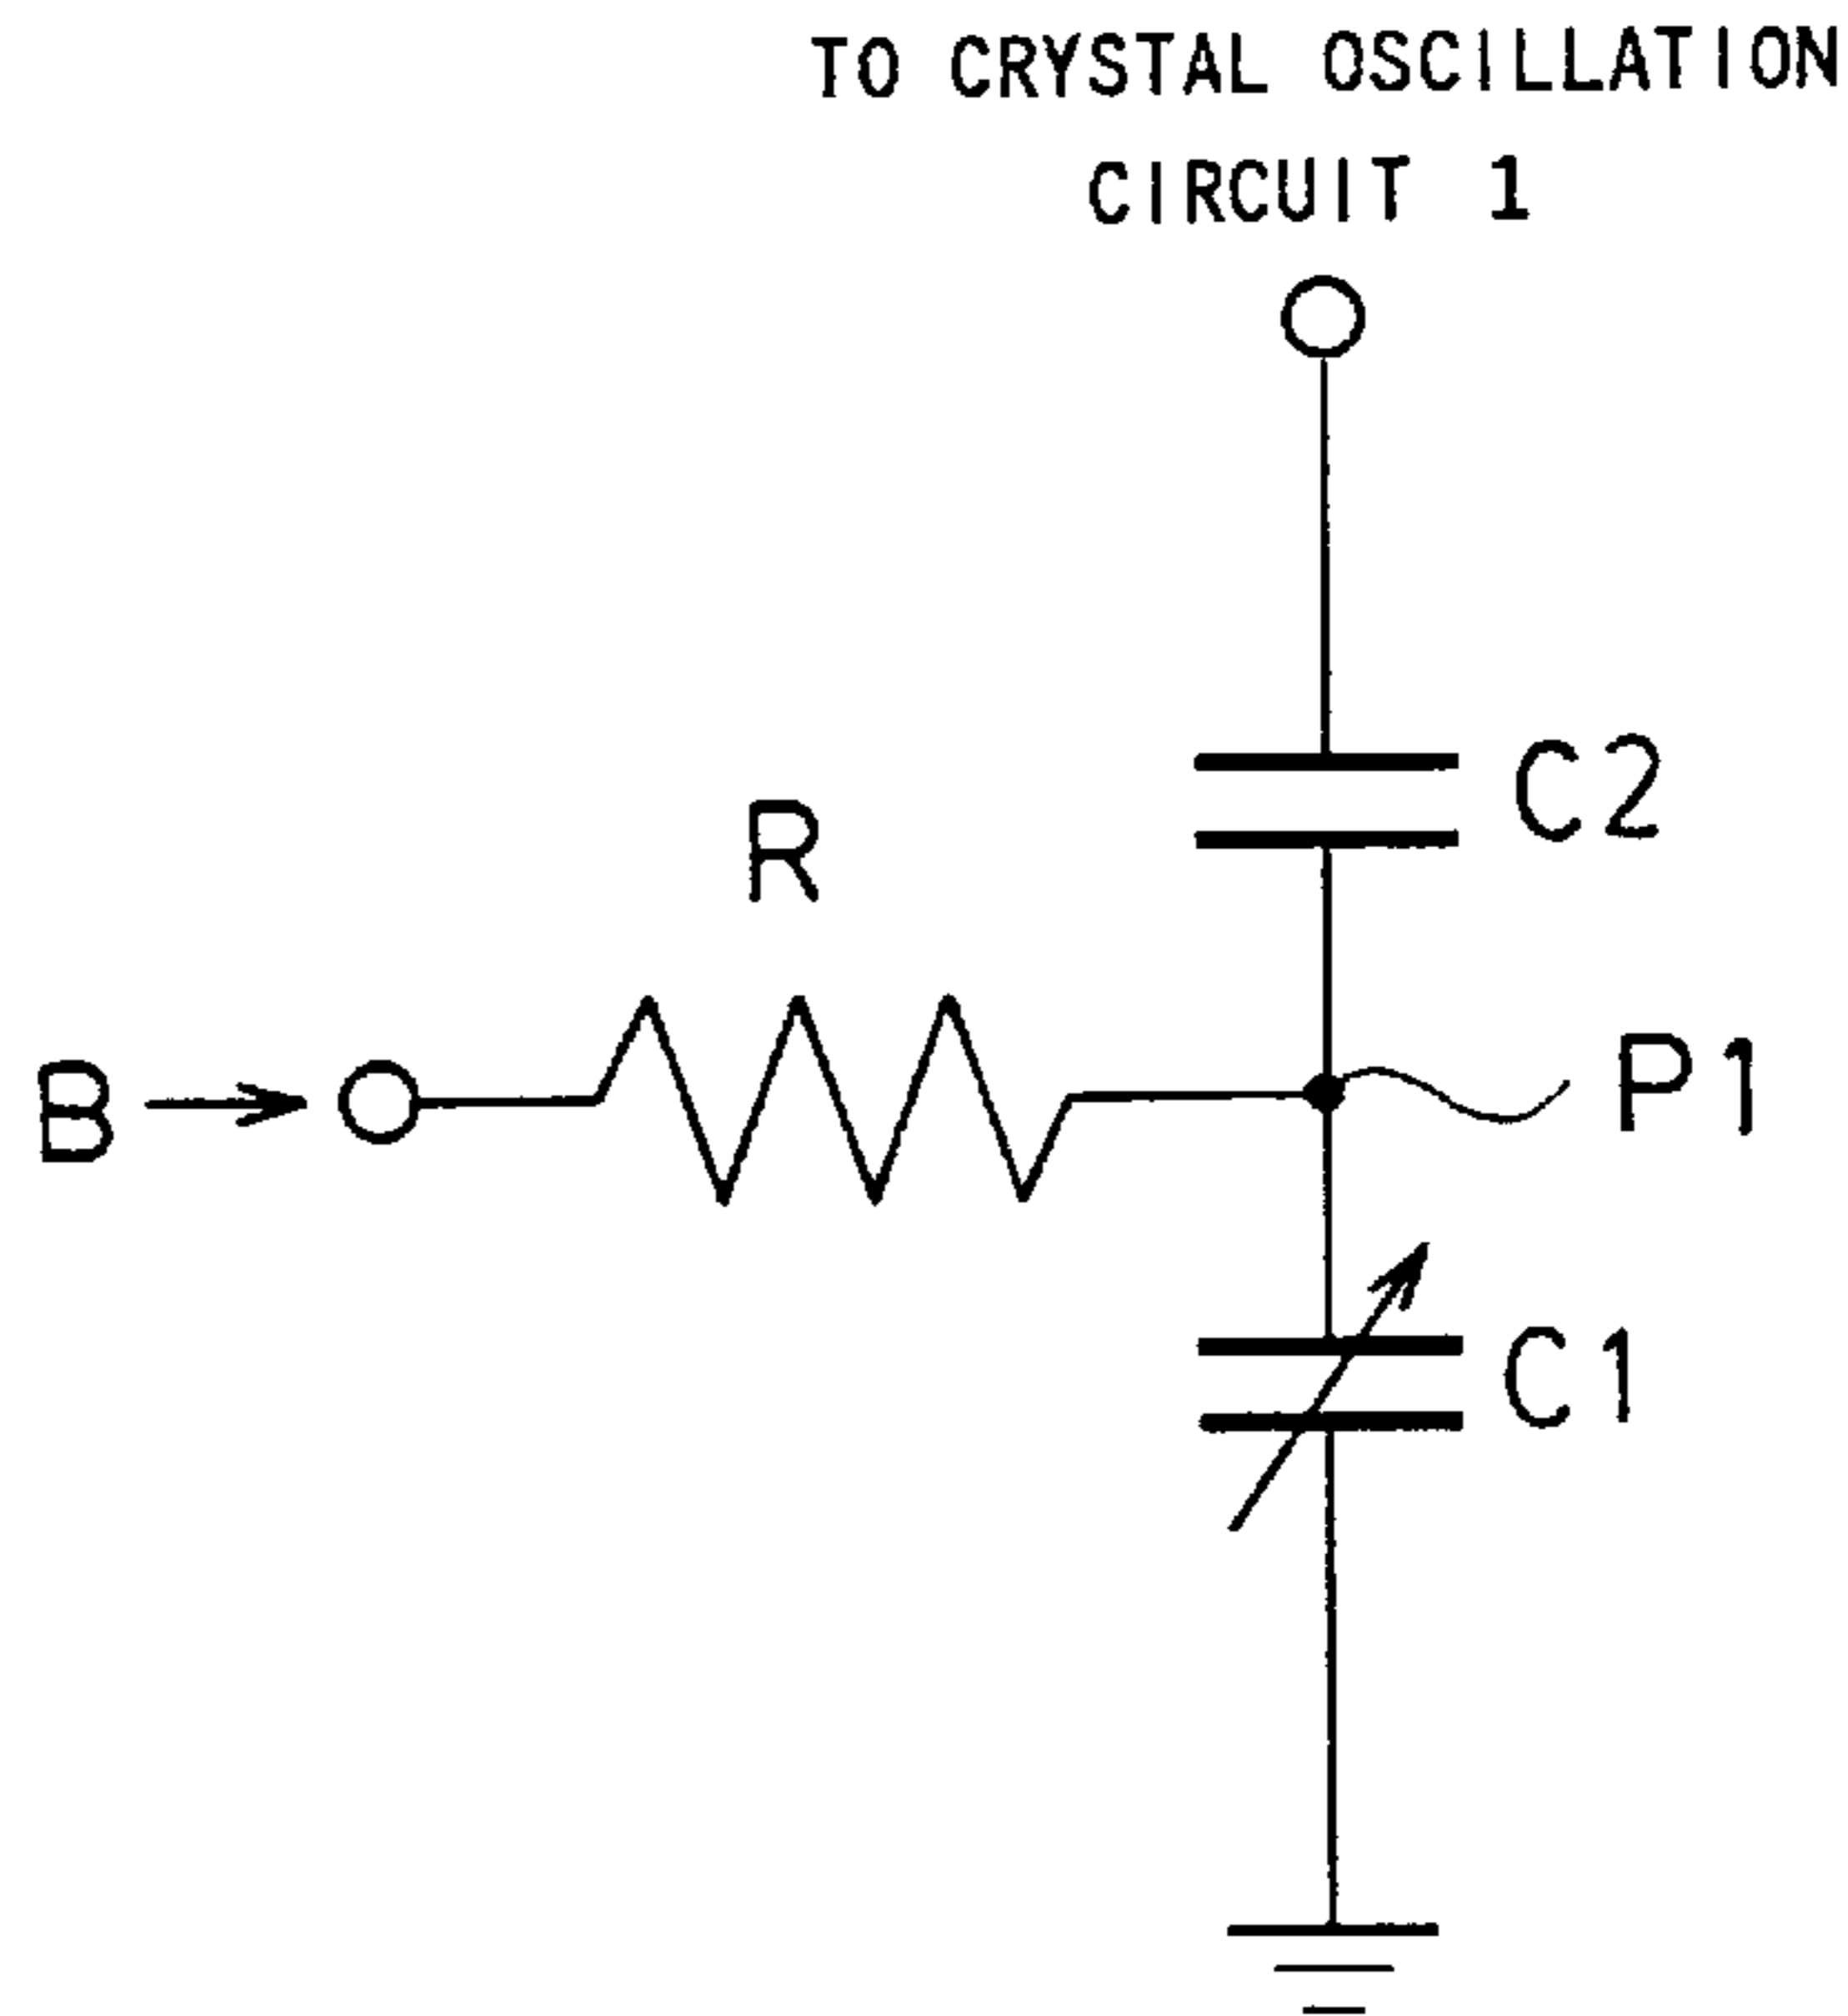 TO CRYSTAL OSCILLATION
CIRCUIT 1
C2
R
B
P1
C1